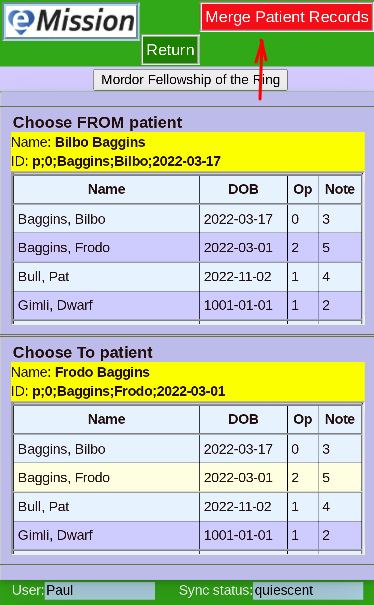 eMission
Merge Patient Records
Return
Mordor Fellowship of the Ring
Choose FROM patient
Name: Bilbo Baggins
ID: p;0;Baggins;Bilbo;2022-03-17
Name DOB Op Note
Baggins, Bilbo 2022-03-17 0 3
Baggins, Frodo 2022-03-01 2 5
Bull, Pat 2022-11-02 1 4
Gimli, Dwarf 1001-01-01 1 2
Choose To patient
Name: Frodo Baggins
ID: p;0;Baggins;Frodo;2022-03-01
Name DOB Op Note
Baggins, Bilbo 2022-03-17 0 3
Baggins, Frodo 2022-03-01 2 5
Bull, Pat 2022-11-02 1 4
Gimli, Dwarf 1001-01-01 1 2
User: Paul Sync status: quiescent